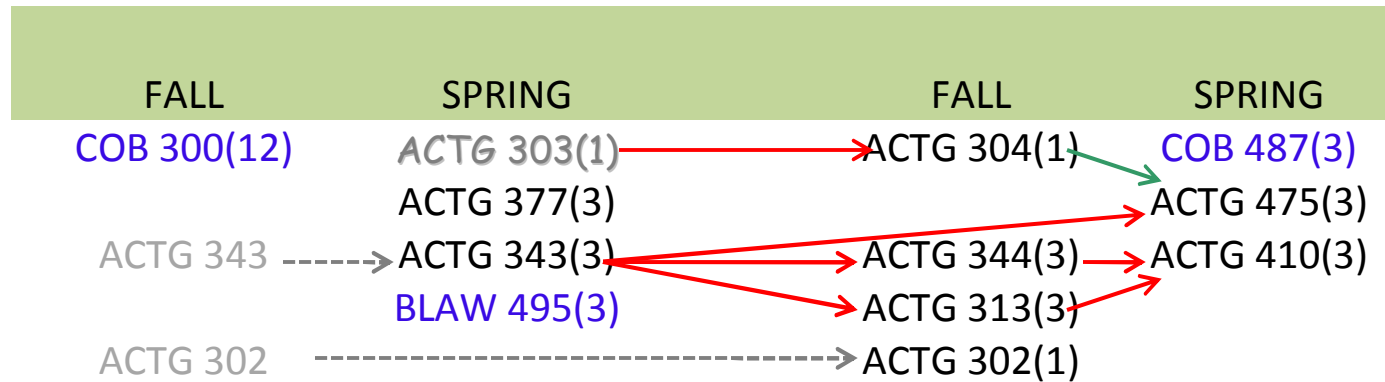 FALL SPRING FALL SPRING
COB 300(12) ACTG 303(1) ACTG 304(1) COB 487(3)
ACTG 377(3) ACTG 475(3)
ACTG 343 ACTG 343(3) ACTG 344(3) ACTG 410(3)
BLAW 495(3) ACTG 313(3)
ACTG 302 ACTG 302(1)